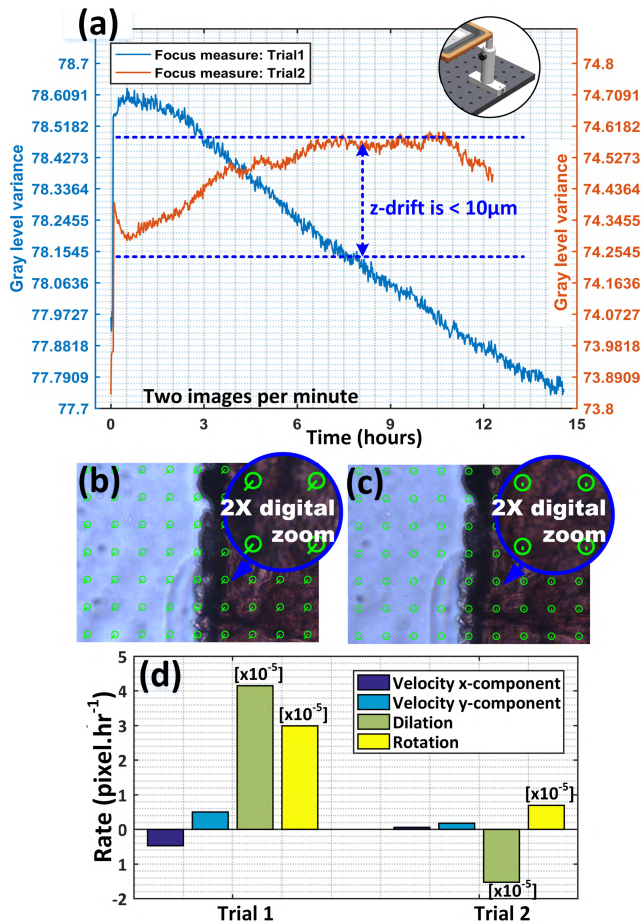 (a)
Focus measure: Trial1
Focus measure: Trial2
Gray level variance
78.7
78.6091
78.5182
78.4273
78.3364
78.2455
78.1545
78.0636
77.9727
77.8818
77.7909
77.7
74.8
74.7091
74.6182
74.5273
74.4364
74.3455
74.2545
74.1636
74.0727
73.9818
73.8909
73.8
Gray level variance
z-drift is < 10µm
Two images per minute
0 3 6 9 12 15
Time (hours)
(b)
2X digital
zoom
(c)
2X digital
zoom
(d)
Rate (pixel.hr⁻¹)
5
4
3
2
1
0
1
-2
[x10⁻⁵]
[x10⁻⁵]
Velocity x-component
Velocity y-component
Dilation
Rotation
[x10⁻⁵]
[x10⁻⁵]
Trial 1 Trial 2